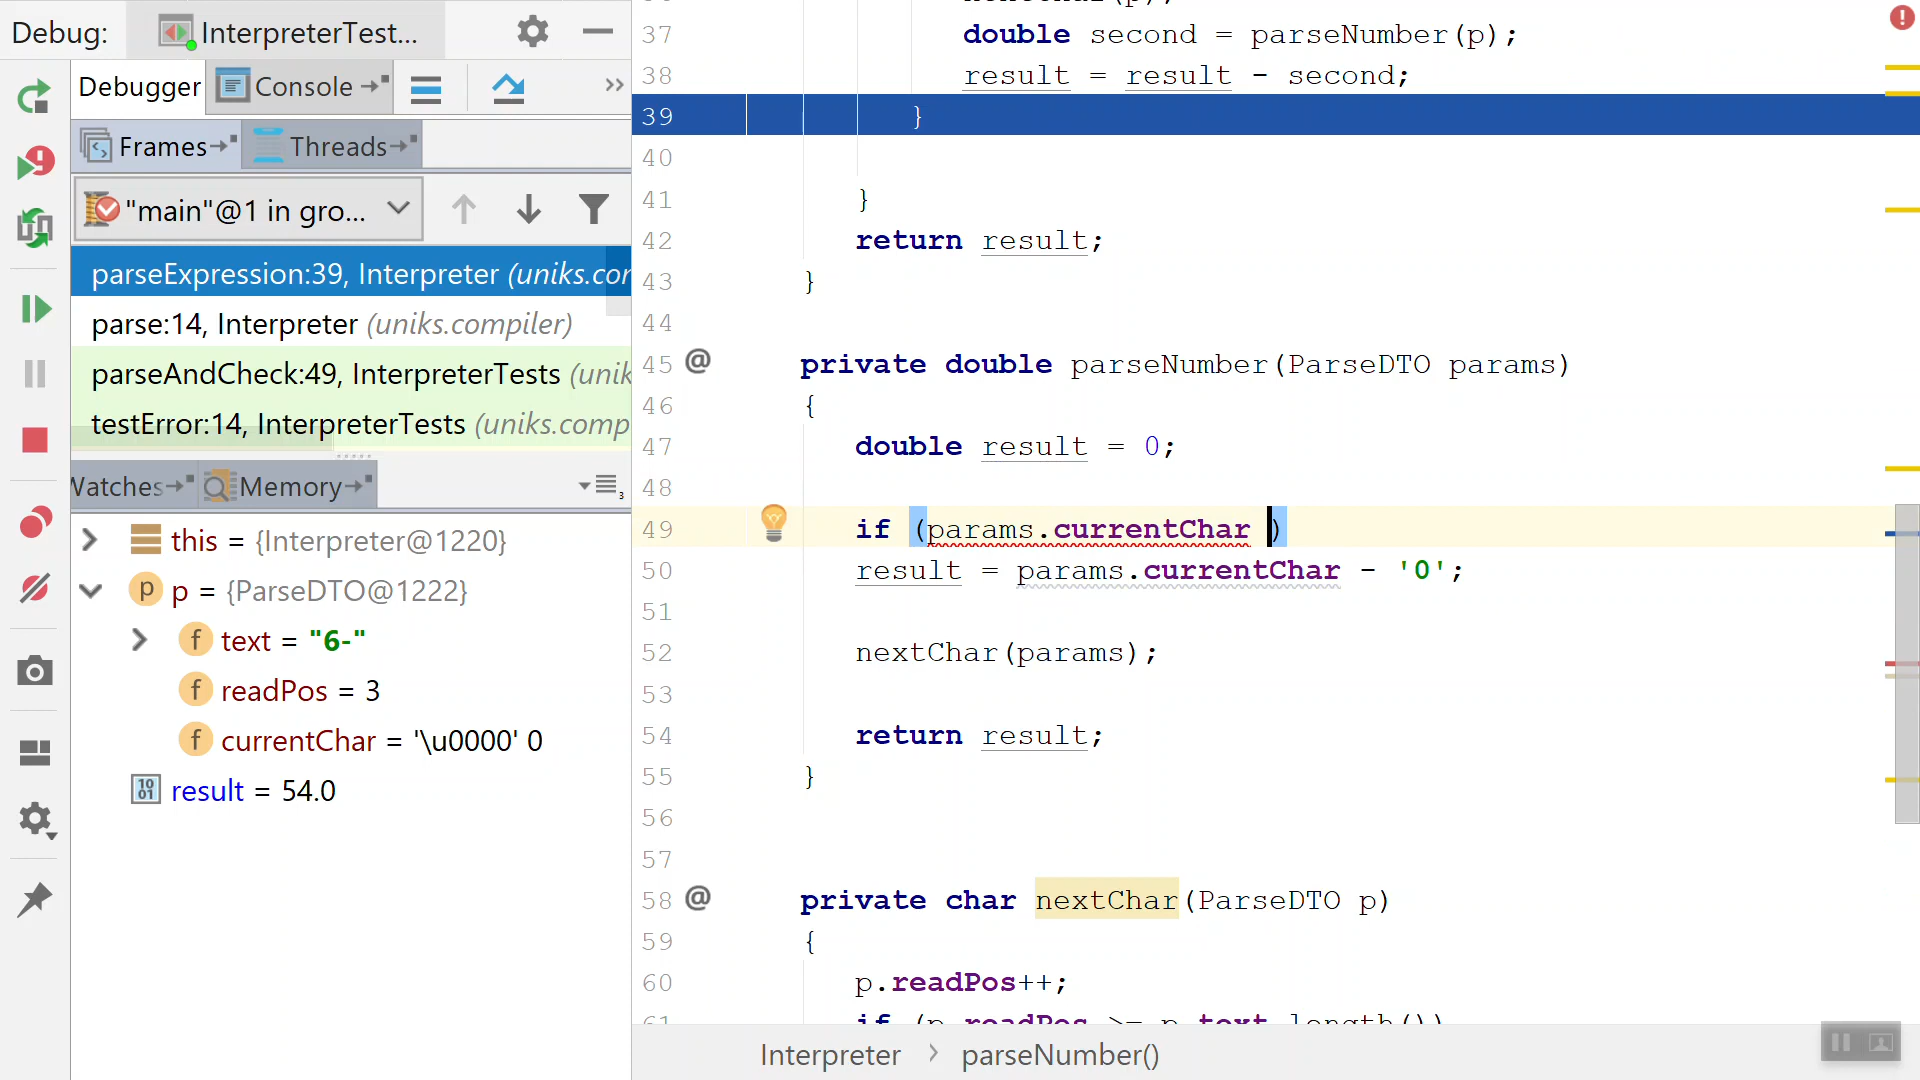 Debug:
InterpreterTest...
Debugger
Console
Frames
Threads
"main"@1 in gro...
parseExpression:39, Interpreter (uniks.con
parse:14, Interpreter (uniks.compiler)
parseAndCheck:49, InterpreterTests (unik
testError:14, InterpreterTests (uniks.comp
Watches
Memory
3
this = {Interpreter@1220}
p p = {ParseDTO@1222}
f text = "6-"
f readPos = 3
f currentChar = '\u0000' 0
10 01 result = 54.0
37 double second = parseNumber(p);
38 result = result - second;
39 }
40
41 }
42 return result;
43 }
44
45 @ private double parseNumber(ParseDTO params)
46 {
47 double result = 0;
48
49 if (params.currentChar )
50 result = params.currentChar - '0';
51
52 nextChar(params);
53
54 return result;
55 }
56
57
58 @ private char nextChar(ParseDTO p)
59 {
60 p.readPos++;
61 if (p.readPos >= p.text.length())
Interpreter > parseNumber()